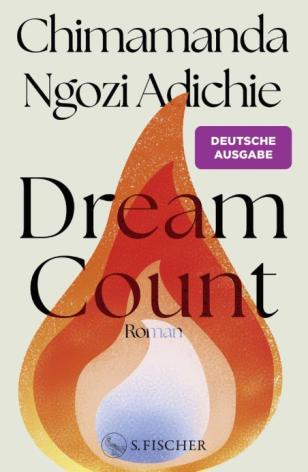 Chimamanda
Ngozi Adichie
DEUTSCHE
AUSGABE
Dream
Count
Roman
S. FISCHER